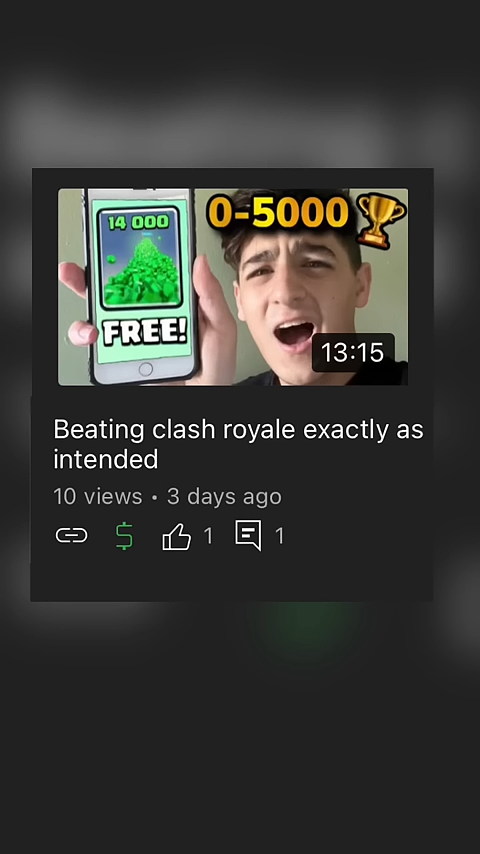 14 000
FREE!
0-5000
13:15
Beating clash royale exactly as
intended
10 views • 3 days ago
1
1